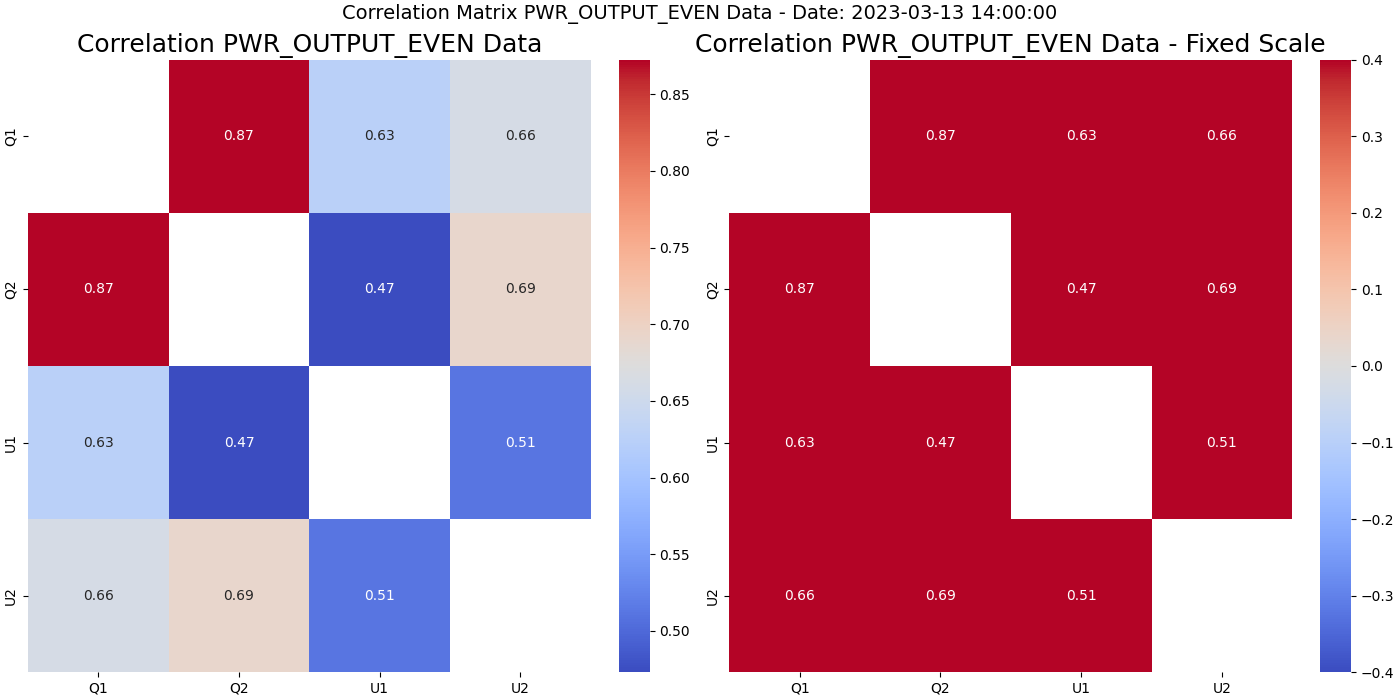 Correlation Matrix PWR_OUTPUT_EVEN Data - Date: 2023-03-13 14:00:00
Correlation PWR_OUTPUT_EVEN Data
Q1
0.87 0.63 0.66
Q2
0.87 0.47 0.69
U1
0.63 0.47 0.51
U2
0.66 0.69 0.51
Q1 Q2 U1 U2
0.85
0.80
0.75
0.70
0.65
0.60
0.55
0.50
Correlation PWR_OUTPUT_EVEN Data - Fixed Scale
Q1
0.87 0.63 0.66
Q2
0.87 0.47 0.69
U1
0.63 0.47 0.51
U2
0.66 0.69 0.51
Q1 Q2 U1 U2
0.4
0.3
0.2
0.1
0.0
−0.1
−0.2
−0.3
−0.4